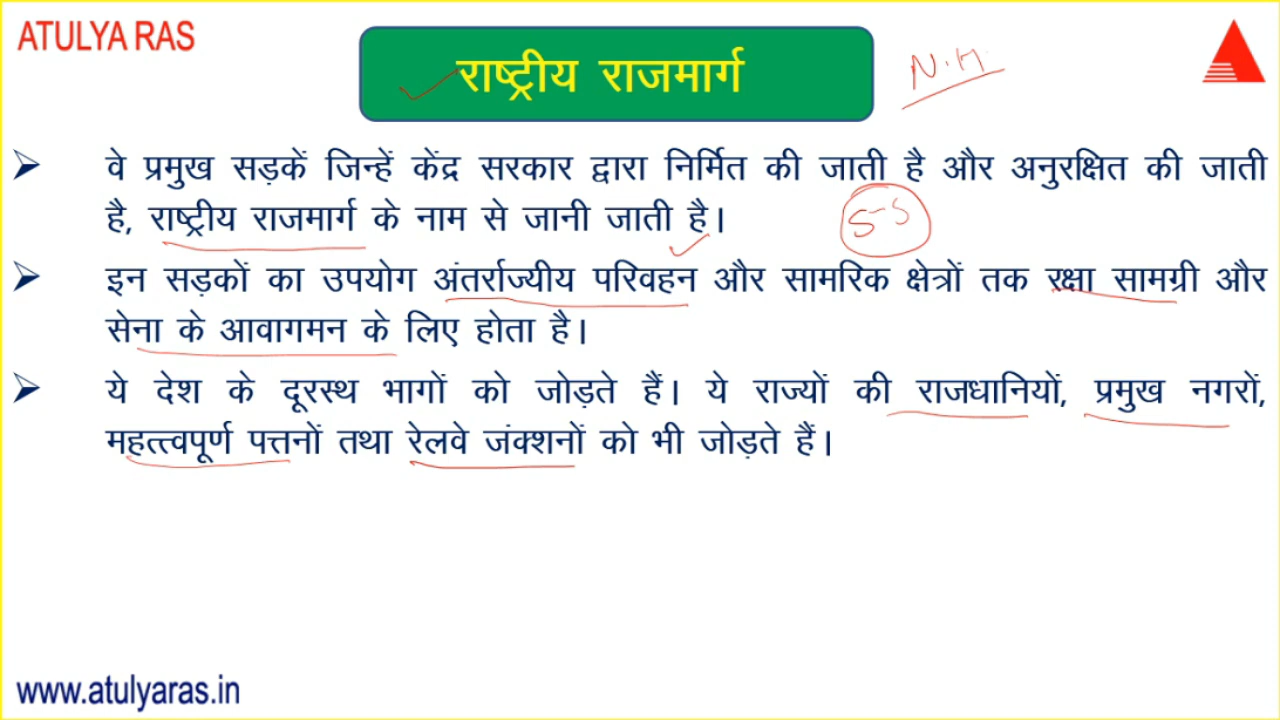 ATULYA RAS
राष्ट्रीय राजमार्ग
N.H.
वे प्रमुख सड़कें जिन्हें केंद्र सरकार द्वारा निर्मित की जाती है और अनुरक्षित की जाती
है, राष्ट्रीय राजमार्ग के नाम से जानी जाती है।
इन सड़कों का उपयोग अंतर्राज्यीय परिवहन और सामरिक क्षेत्रों तक रक्षा सामग्री और
सेना के आवागमन के लिए होता है।
ये देश के दूरस्थ भागों को जोड़ते हैं। ये राज्यों की राजधानियों, प्रमुख नगरों,
महत्त्वपूर्ण पत्तनों तथा रेलवे जंक्शनों को भी जोड़ते हैं।
www.atulyaras.in